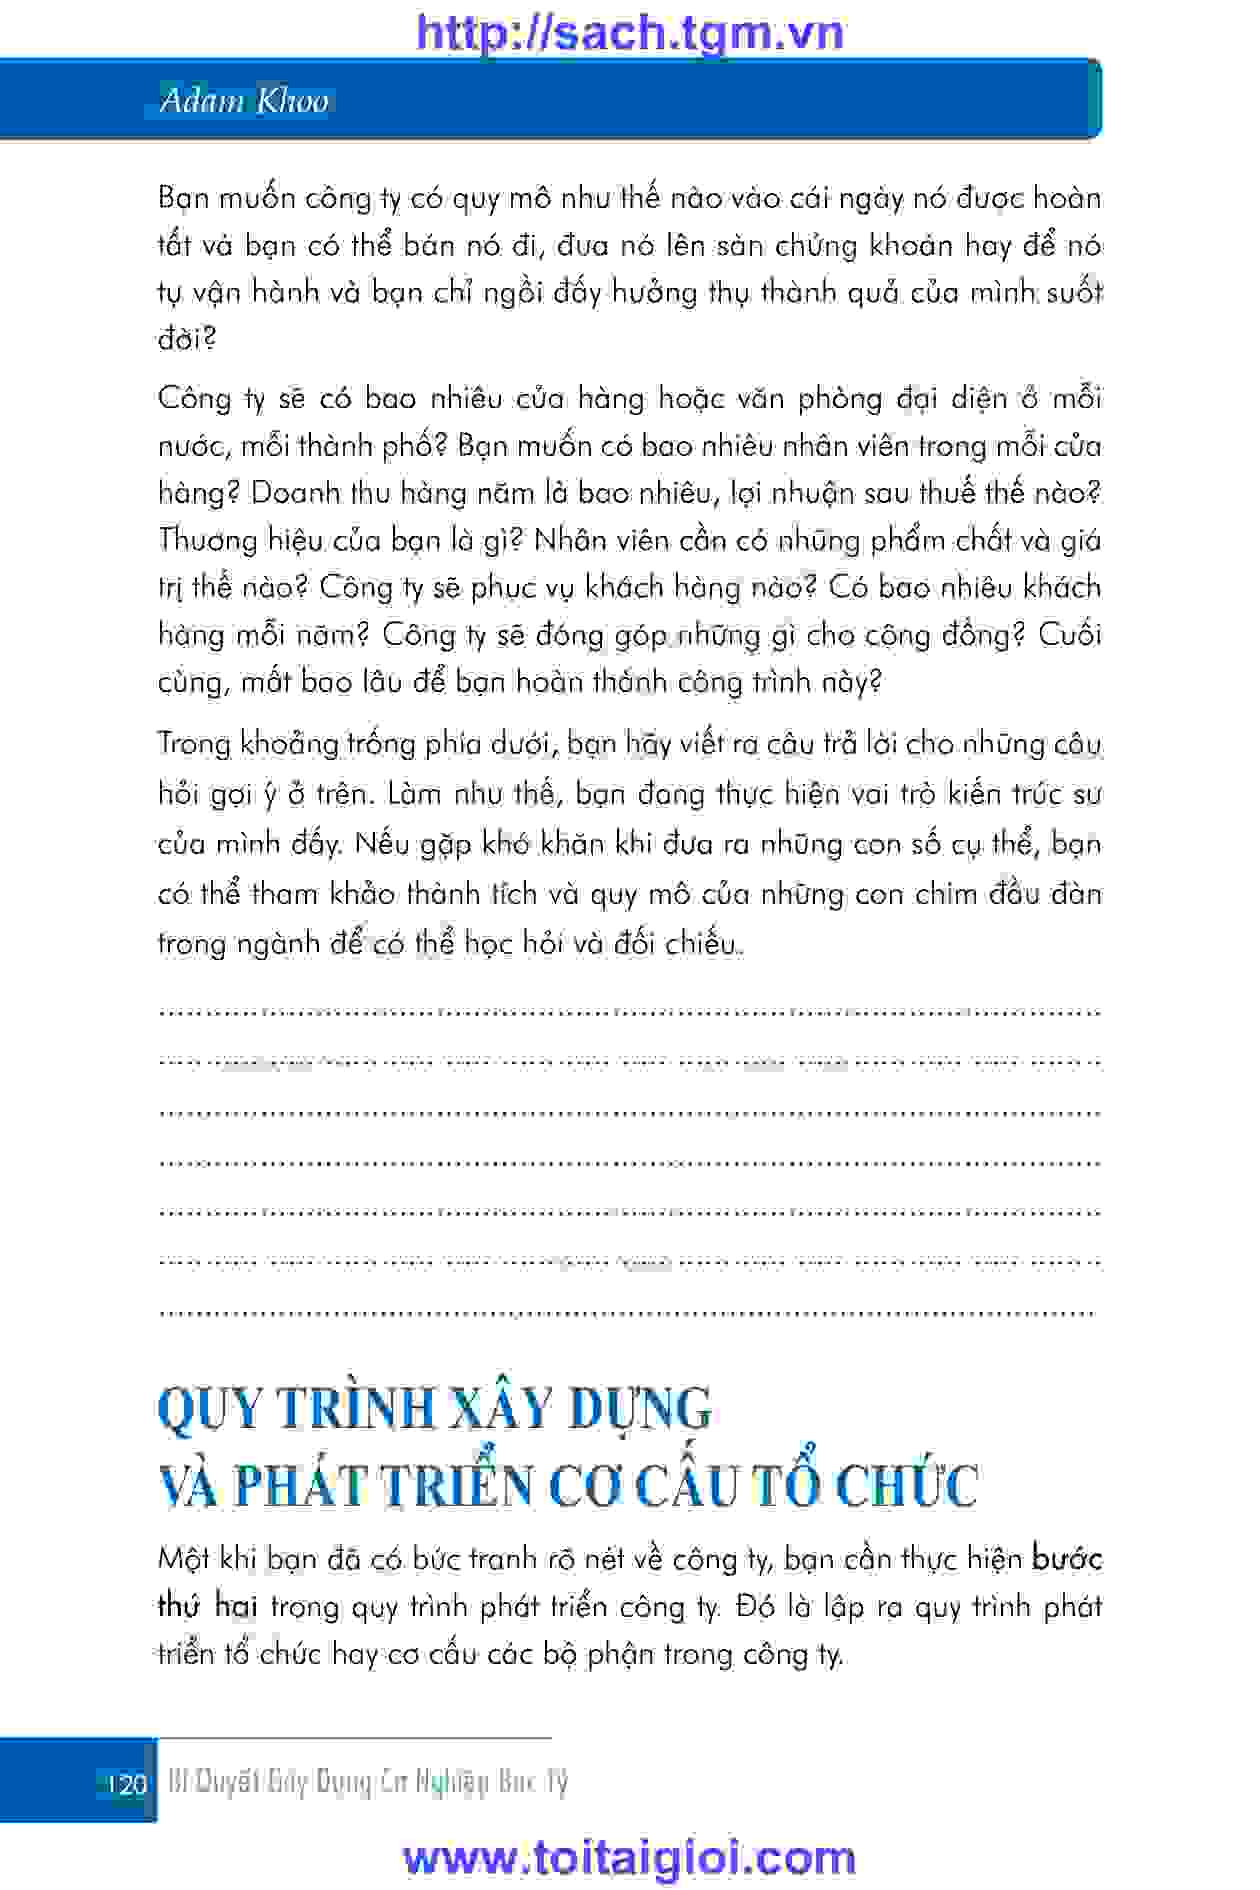 http://sach.tgm.vn
Adam Khoo
Bạn muốn công ty có quy mô như thế nào vào cái ngày nó được hoàn
tất và bạn có thể bán nó đi, đưa nó lên sàn chứng khoán hay để nó
tự vận hành và bạn chỉ ngồi đấy hưởng thụ thành quả của mình suốt
đời?
Công ty sẽ có bao nhiêu cửa hàng hoặc văn phòng đại diện ở mỗi
nước, mỗi thành phố? Bạn muốn có bao nhiêu nhân viên trong mỗi cửa
hàng? Doanh thu hàng năm là bao nhiêu, lợi nhuận sau thuế thế nào?
Thương hiệu của bạn là gì? Nhân viên cần có những phẩm chất và giá
trị thế nào? Công ty sẽ phục vụ khách hàng nào? Có bao nhiêu khách
hàng mỗi năm? Công ty sẽ đóng góp những gì cho cộng đồng? Cuối
cùng, mất bao lâu để bạn hoàn thành công trình này?
Trong khoảng trống phía dưới, bạn hãy viết ra câu trả lời cho những câu
hỏi gợi ý ở trên. Làm như thế, bạn đang thực hiện vai trò kiến trúc sư
của mình đấy. Nếu gặp khó khăn khi đưa ra những con số cụ thể, bạn
có thể tham khảo thành tích và quy mô của những con chim đầu đàn
trong ngành để có thể học hỏi và đối chiếu..
QUY TRÌNH XÂY DỰNG
VÀ PHÁT TRIỂN CƠ CẤU TỔ CHỨC
Một khi bạn đã có bức tranh rõ nét về công ty, bạn cần thực hiện bước
thứ hai trong quy trình phát triển công ty. Đó là lập ra quy trình phát
triển tổ chức hay cơ cấu các bộ phận trong công ty.
120 Bí Quyết Gây Dựng Cơ Nghiệp Bạc Tỷ
www.toitaigioi.com